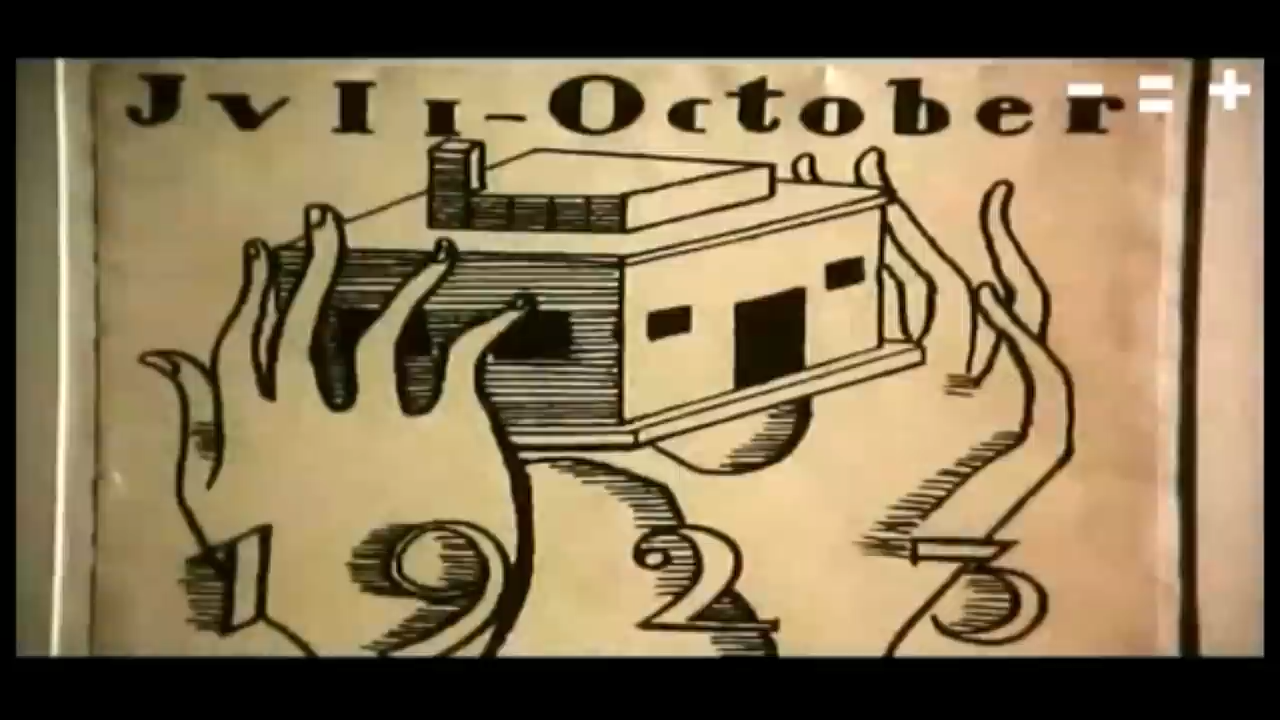 Jvli-October
- = +
1923